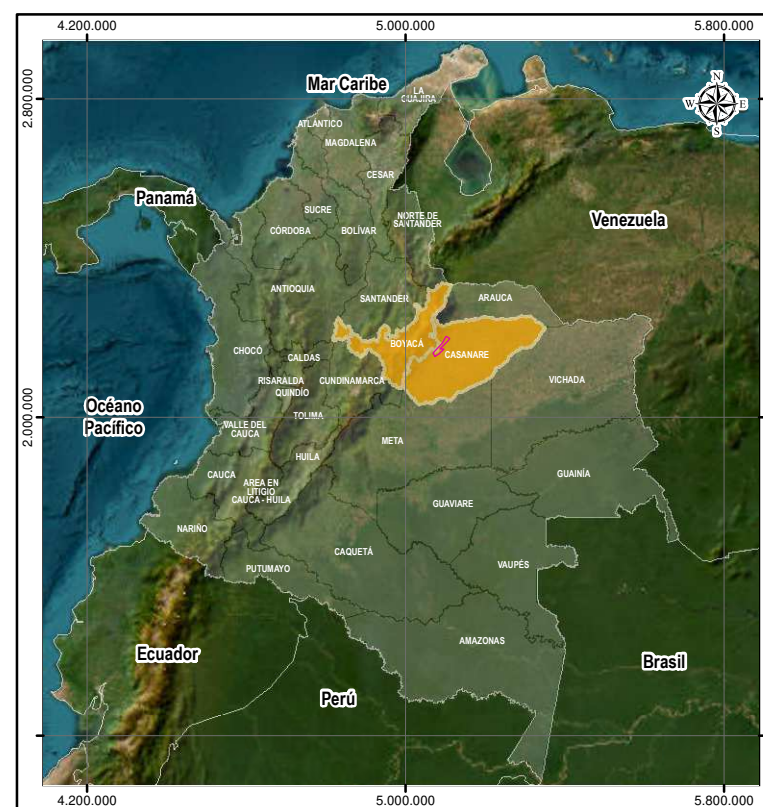 4.200.000
5.000.000
5.800.000
2.800.000
2.000.000
Mar Caribe
N
W
E
S
LA
GUAJIRA
ATLÁNTICO
MAGDALENA
CESAR
Panamá
SUCRE
NORTE DE
SANTANDER
Venezuela
CÓRDOBA
BOLÍVAR
ANTIOQUIA
SANTANDER
ARAUCA
BOYACÁ
CHOCÓ
CALDAS
CASANARE
RISARALDA
CUNDINAMARCA
VICHADA
QUINDÍO
Océano
Pacífico
TOLIMA
VALLE DEL
CAUCA
META
HUILA
CAUCA
AREA EN
LITIGIO
CAUCA - HUILA
GUAINÍA
GUAVIARE
NARIÑO
CAQUETÁ
PUTUMAYO
VAUPÉS
AMAZONAS
Ecuador
Brasil
Perú
4.200.000
5.000.000
5.800.000